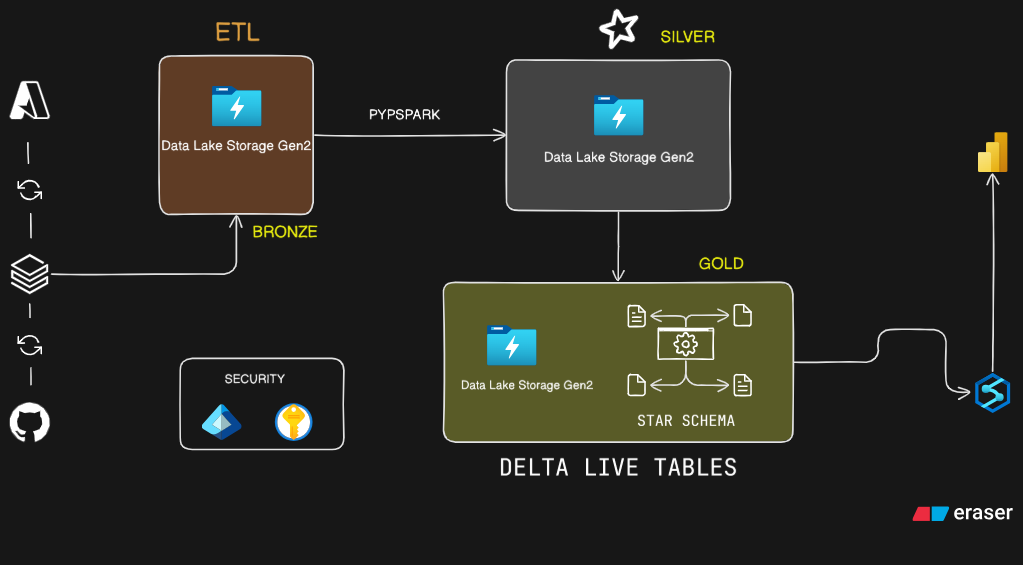 ETL
Data Lake Storage Gen2
BRONZE
PYPSPARK
SILVER
Data Lake Storage Gen2
GOLD
Data Lake Storage Gen2
STAR SCHEMA
DELTA LIVE TABLES
SECURITY
eraser